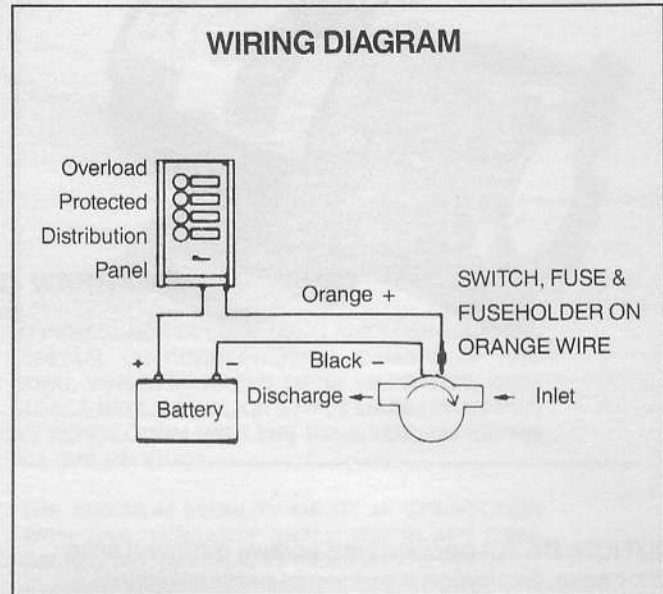 WIRING DIAGRAM
Overload
Protected
Distribution
Panel
Orange +
SWITCH, FUSE &
FUSEHOLDER ON
ORANGE WIRE
+
–
Black –
Battery
Discharge
Inlet